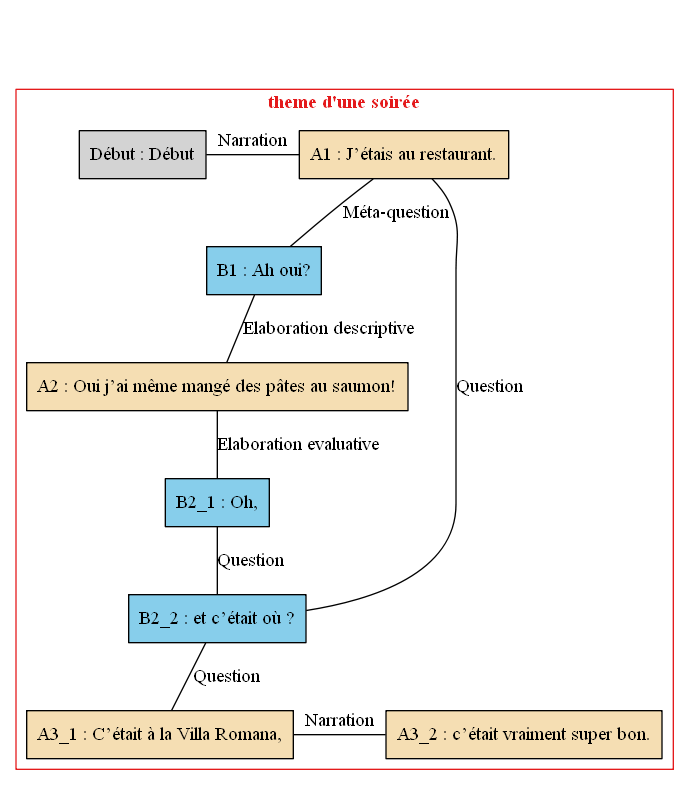 theme d'une soirée
Début : Début
Narration
A1 : J'étais au restaurant.
Méta-question
B1 : Ah oui?
Elaboration descriptive
A2 : Oui j'ai même mangé des pâtes au saumon!
Question
Elaboration evaluative
B2_1 : Oh,
Question
B2_2 : et c'était où ?
Question
A3_1 : C'était à la Villa Romana,
Narration
A3_2 : c'était vraiment super bon.